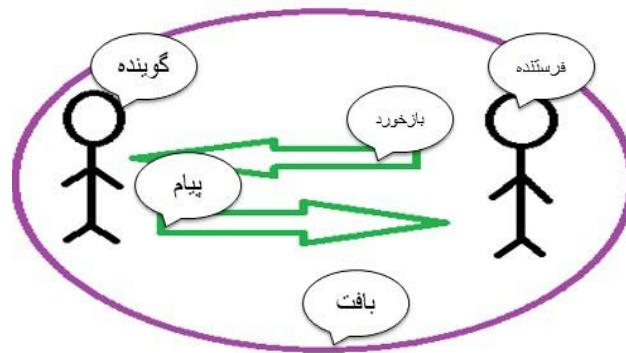 فرستنده
گوینده
بازخورد
پیام
بافت